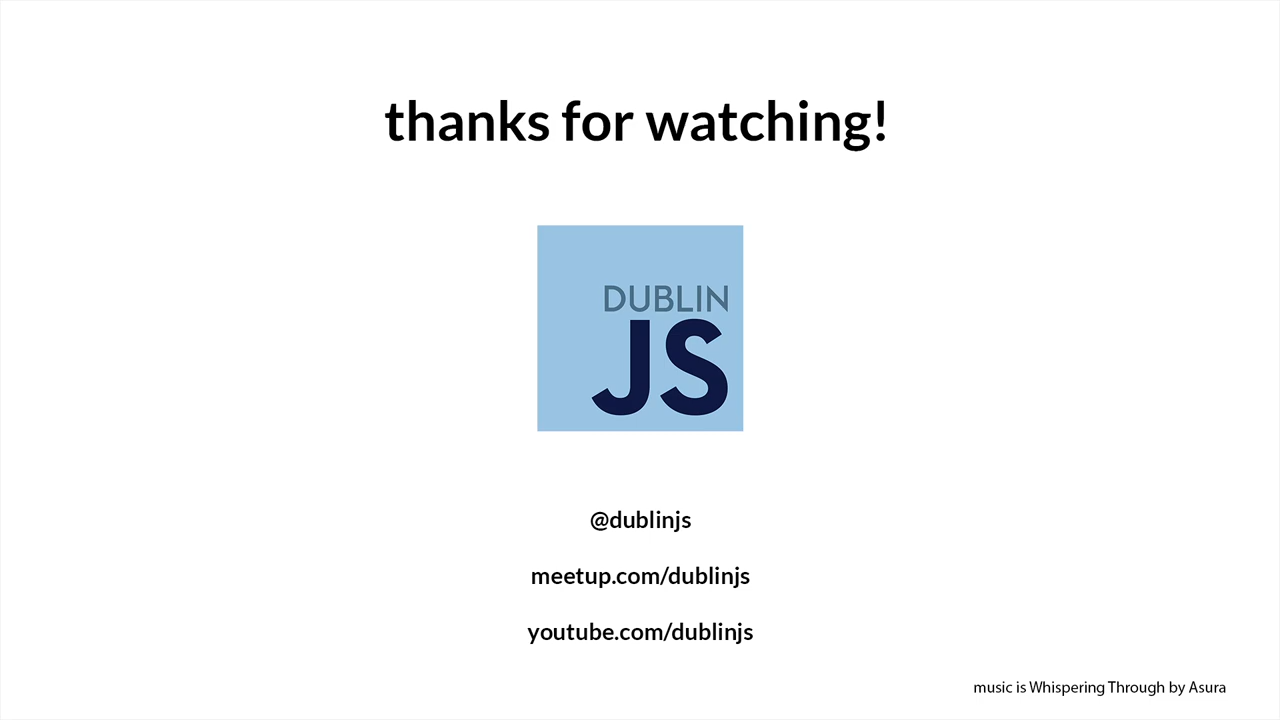 thanks for watching!
DUBLIN
JS
@dublinjs
meetup.com/dublinjs
youtube.com/dublinjs
music is Whispering Through by Asura